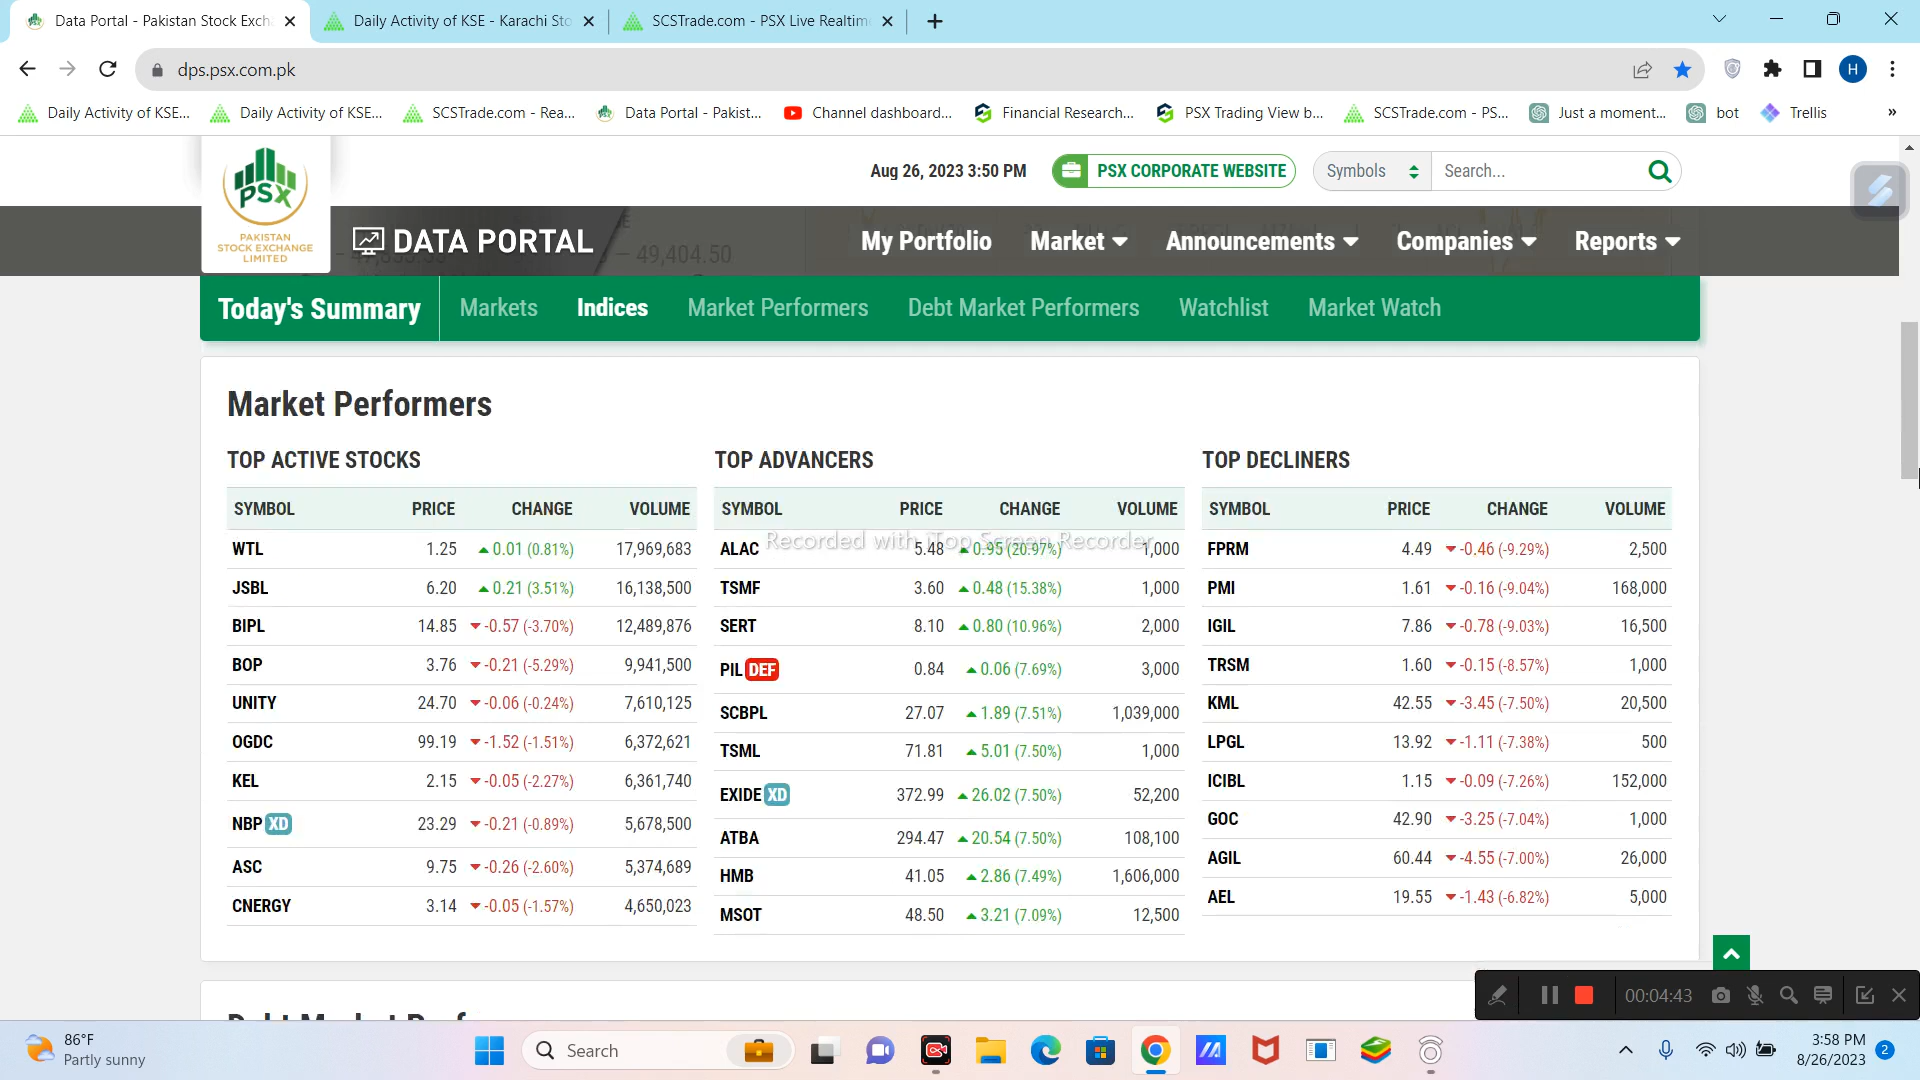 Data Portal - Pakistan Stock Exch
Daily Activity of KSE - Karachi Sto
SCSTrade.com - PSX Live Realtim
dps.psx.com.pk
H
Daily Activity of KSE...
Daily Activity of KSE...
SCSTrade.com - Rea...
Data Portal - Pakist...
Channel dashboard...
Financial Research...
PSX Trading View b...
SCSTrade.com - PS...
Just a moment...
bot
Trellis
»
PSX
PAKISTAN
STOCK EXCHANGE
LIMITED
Aug 26, 2023 3:50 PM
PSX CORPORATE WEBSITE
Symbols
Search...
DATA PORTAL
49,404.50
My Portfolio
Market
Announcements
Companies
Reports
Today's Summary
Markets
Indices
Market Performers
Debt Market Performers
Watchlist
Market Watch
Market Performers
TOP ACTIVE STOCKS
SYMBOL PRICE CHANGE VOLUME
WTL 1.25 0.01 (0.81%) 17,969,683
JSBL 6.20 0.21 (3.51%) 16,138,500
BIPL 14.85 -0.57 (-3.70%) 12,489,876
BOP 3.76 -0.21 (-5.29%) 9,941,500
UNITY 24.70 -0.06 (-0.24%) 7,610,125
OGDC 99.19 -1.52 (-1.51%) 6,372,621
KEL 2.15 -0.05 (-2.27%) 6,361,740
NBP XD 23.29 -0.21 (-0.89%) 5,678,500
ASC 9.75 -0.26 (-2.60%) 5,374,689
CNERGY 3.14 -0.05 (-1.57%) 4,650,023
TOP ADVANCERS
SYMBOL PRICE CHANGE VOLUME
ALAC 5.48 0.95 (20.97%) 1,000
TSMF 3.60 0.48 (15.38%) 1,000
SERT 8.10 0.80 (10.96%) 2,000
PIL DEF 0.84 0.06 (7.69%) 3,000
SCBPL 27.07 1.89 (7.51%) 1,039,000
TSML 71.81 5.01 (7.50%) 1,000
EXIDE XD 372.99 26.02 (7.50%) 52,200
ATBA 294.47 20.54 (7.50%) 108,100
HMB 41.05 2.86 (7.49%) 1,606,000
MSOT 48.50 3.21 (7.09%) 12,500
TOP DECLINERS
SYMBOL PRICE CHANGE VOLUME
FPRM 4.49 -0.46 (-9.29%) 2,500
PMI 1.61 -0.16 (-9.04%) 168,000
IGIL 7.86 -0.78 (-9.03%) 16,500
TRSM 1.60 -0.15 (-8.57%) 1,000
KML 42.55 -3.45 (-7.50%) 20,500
LPGL 13.92 -1.11 (-7.38%) 500
ICIBL 1.15 -0.09 (-7.26%) 152,000
GOC 42.90 -3.25 (-7.04%) 1,000
AGIL 60.44 -4.55 (-7.00%) 26,000
AEL 19.55 -1.43 (-6.82%) 5,000
Recorded with iTop Screen Recorder
00:04:43
86°F
Partly sunny
Search
3:58 PM
8/26/2023
2